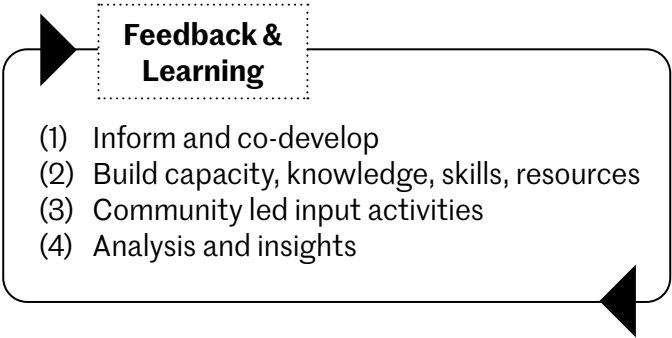 Feedback &
Learning
(1) Inform and co-develop
(2) Build capacity, knowledge, skills, resources
(3) Community led input activities
(4) Analysis and insights